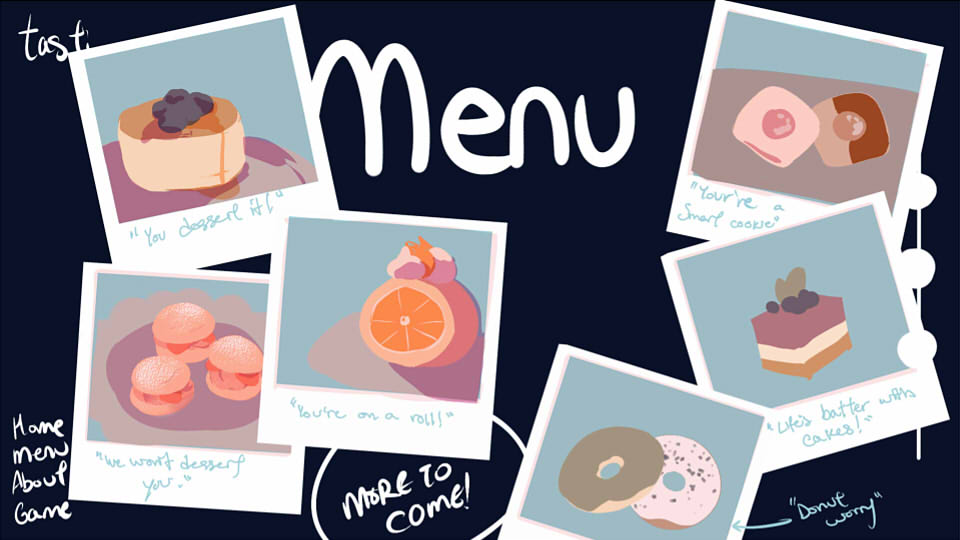 tasti
Menu
"You dessert it!"
"You're a
Smart cookie"
"You're on a roll!"
"Life's batter with
cakes!"
"We won't dessert
you."
Home
menu
About
Game
MORE TO
COME!
"Donut
worry"